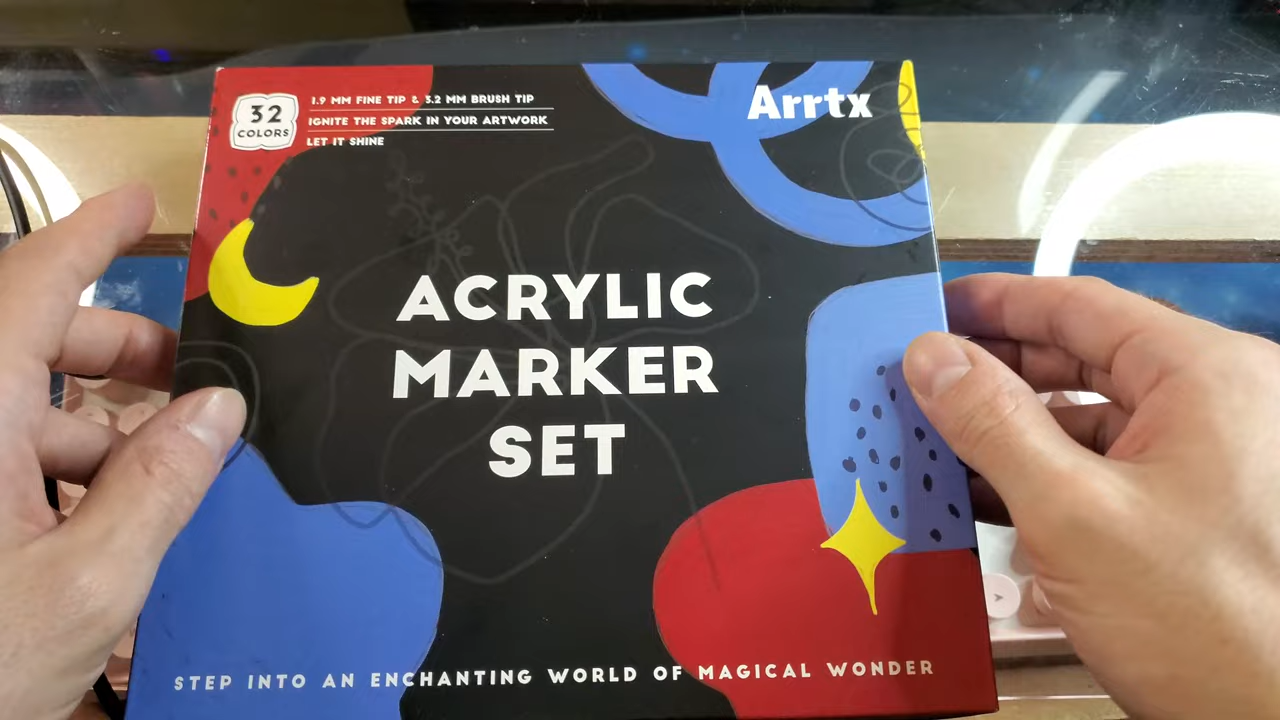 32
COLORS
1.9 MM FINE TIP & 3.2 MM BRUSH TIP
IGNITE THE SPARK IN YOUR ARTWORK
LET IT SHINE
Arrtx
ACRYLIC
MARKER
SET
STEP INTO AN ENCHANTING WORLD OF MAGICAL WONDER